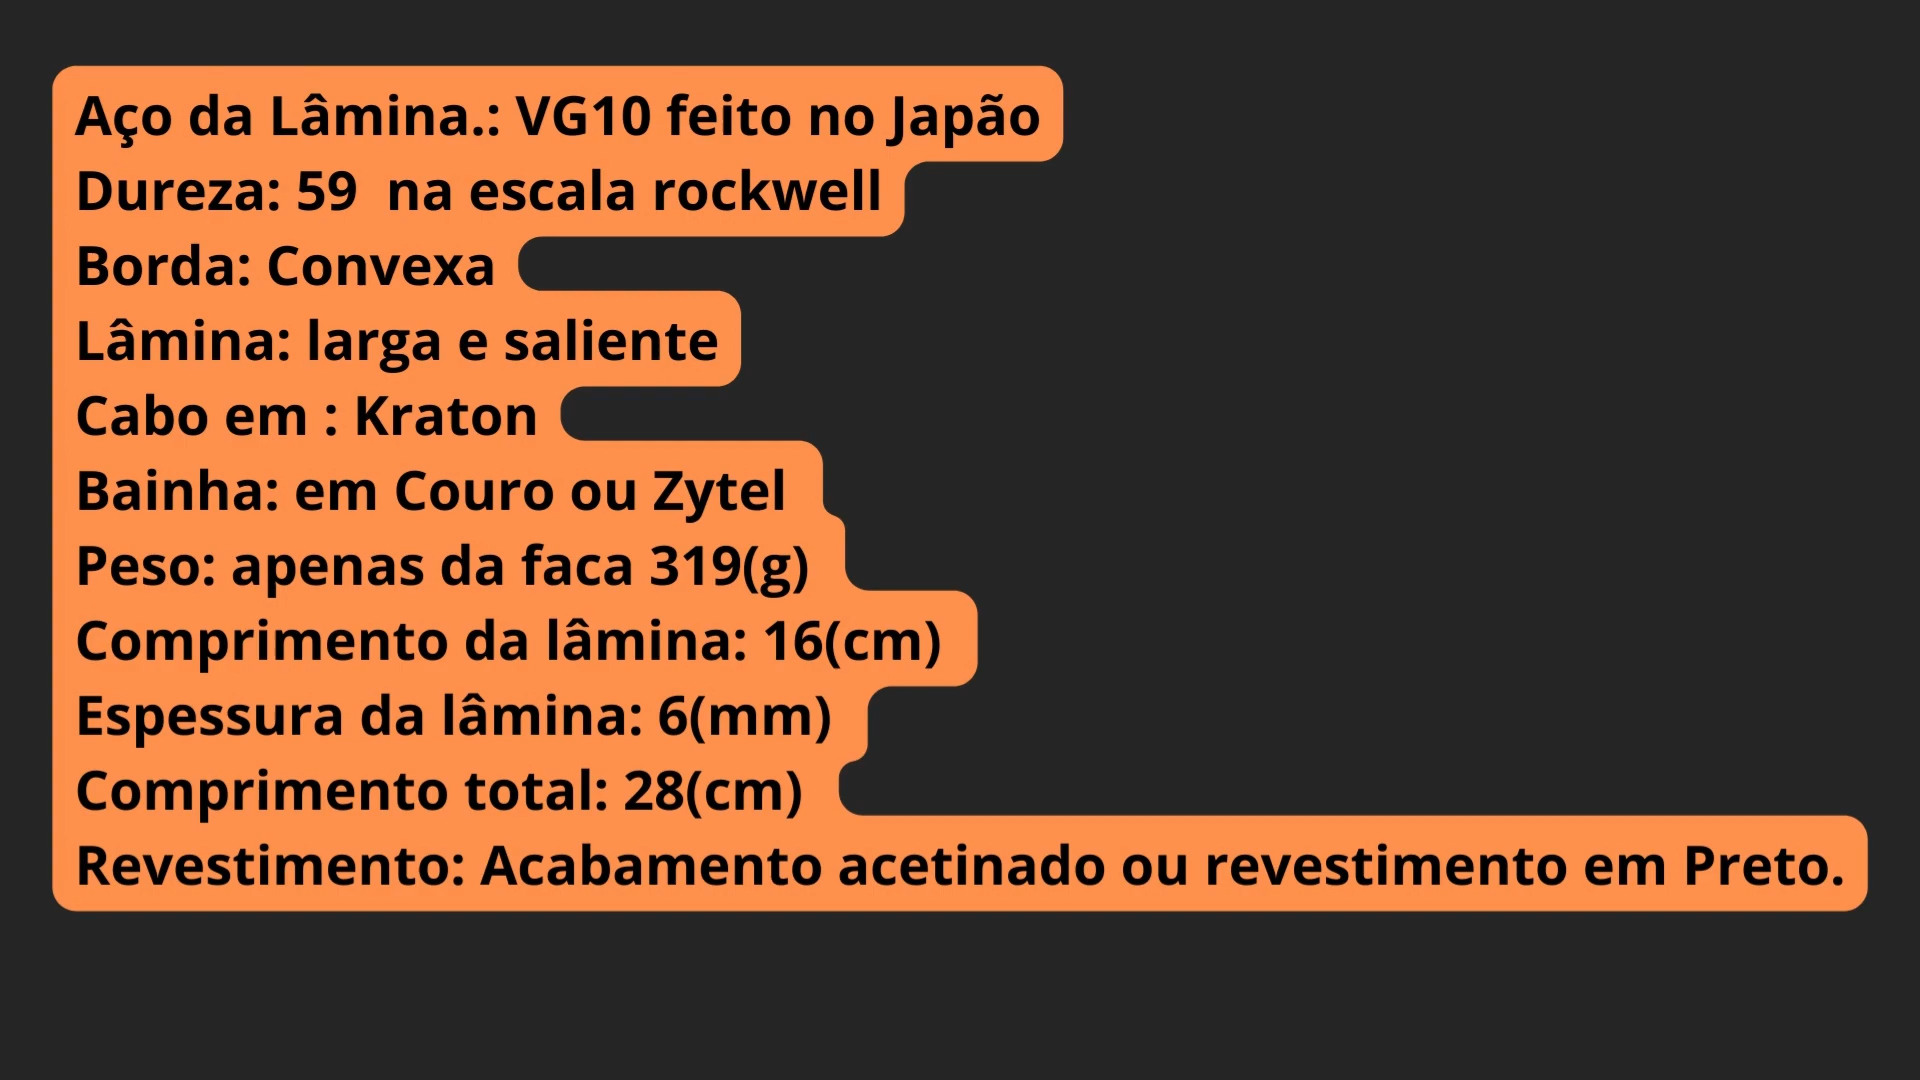 Aço da Lâmina.: VG10 feito no Japão
Dureza: 59  na escala rockwell
Borda: Convexa
Lâmina: larga e saliente
Cabo em : Kraton
Bainha: em Couro ou Zytel
Peso: apenas da faca 319(g)
Comprimento da lâmina: 16(cm)
Espessura da lâmina: 6(mm)
Comprimento total: 28(cm)
Revestimento: Acabamento acetinado ou revestimento em Preto.